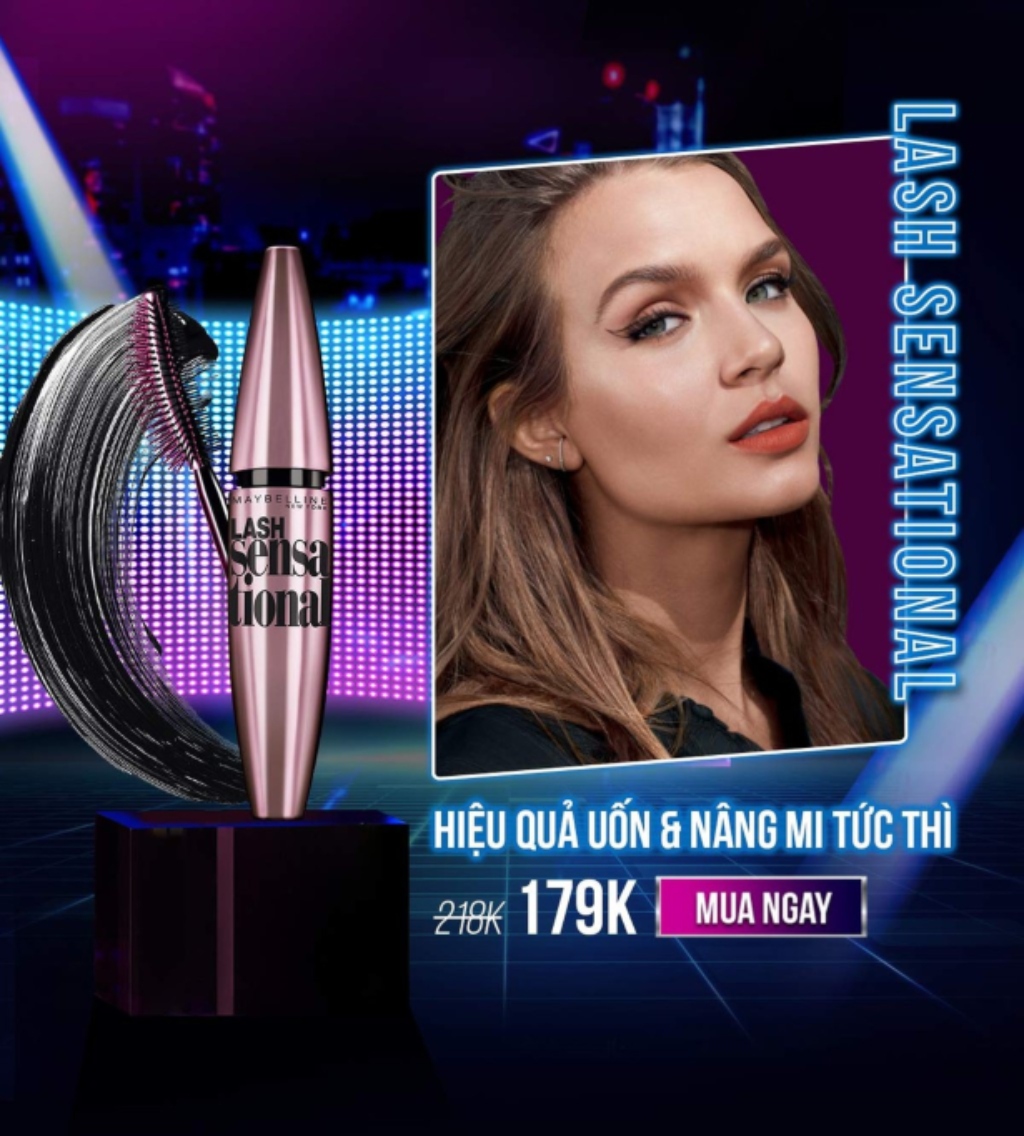 LASH SENSATIONAL
MAYBELLINE
NEW YORK
LASH
sensa
tional
HIỆU QUẢ UỐN & NÂNG MI TỨC THÌ
218K 179K MUA NGAY